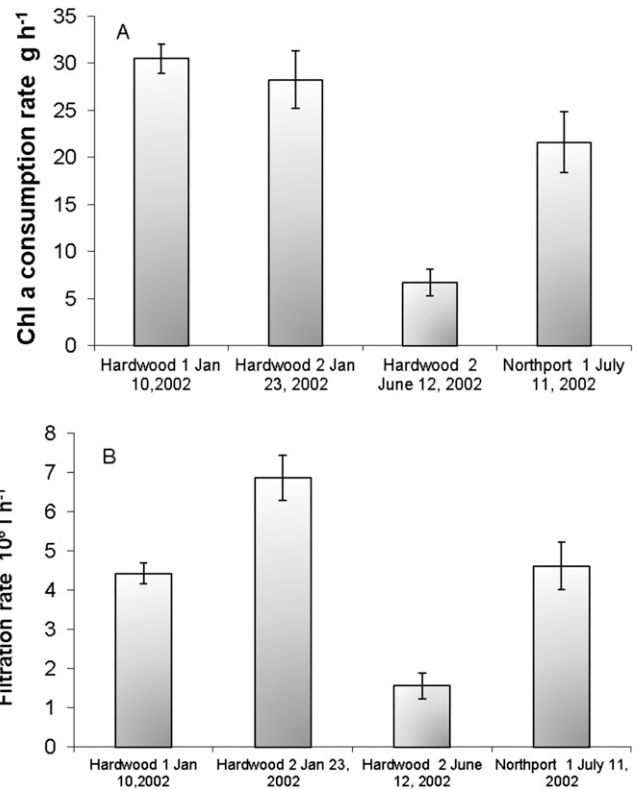 A
Chl a consumption rate g h-1
35
30
25
20
15
10
5
0
Hardwood 1 Jan
10,2002
Hardwood 2 Jan
23, 2002
Hardwood 2
June 12, 2002
Northport 1 July
11, 2002
B
Filtration rate 10⁶ l h-1
8
7
6
5
4
3
2
1
0
Hardwood 1 Jan
10,2002
Hardwood 2 Jan 23,
2002
Hardwood 2 June
12, 2002
Northport 1 July 11,
2002